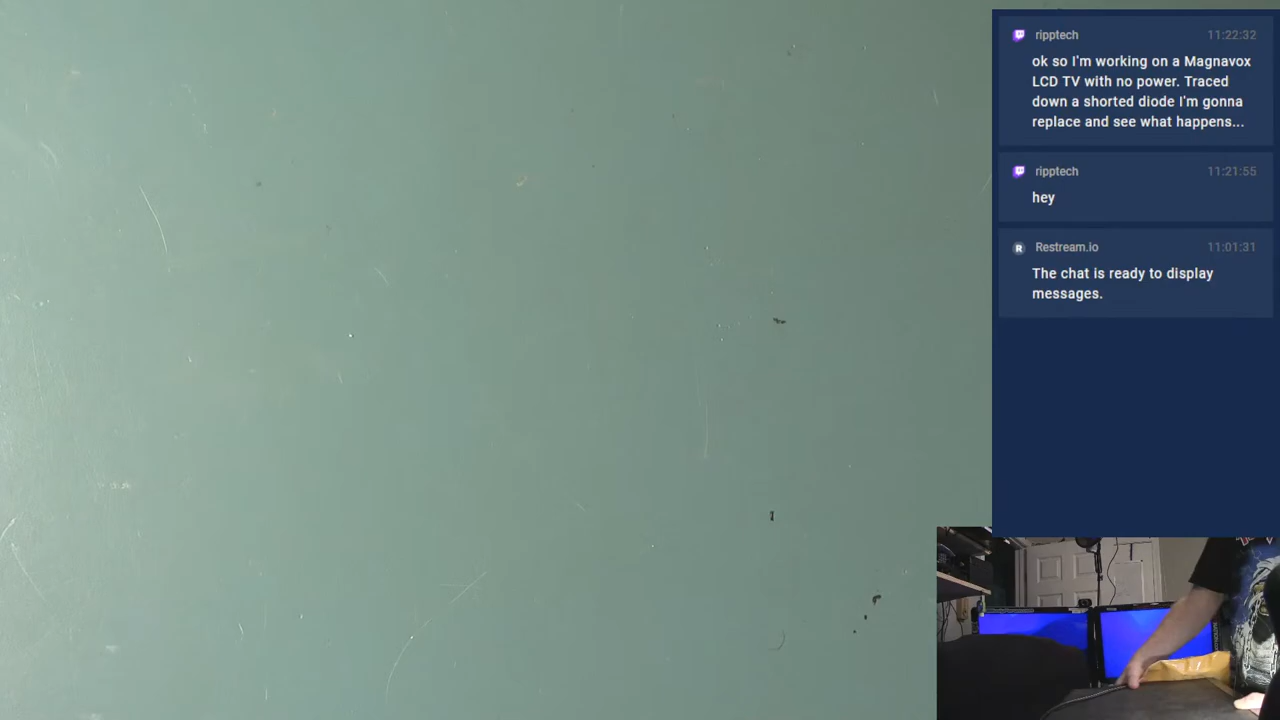 ripptech 11:22:32
ok so I'm working on a Magnavox
LCD TV with no power. Traced
down a shorted diode I'm gonna
replace and see what happens...
ripptech 11:21:55
hey
Restream.io 11:01:31
The chat is ready to display
messages.